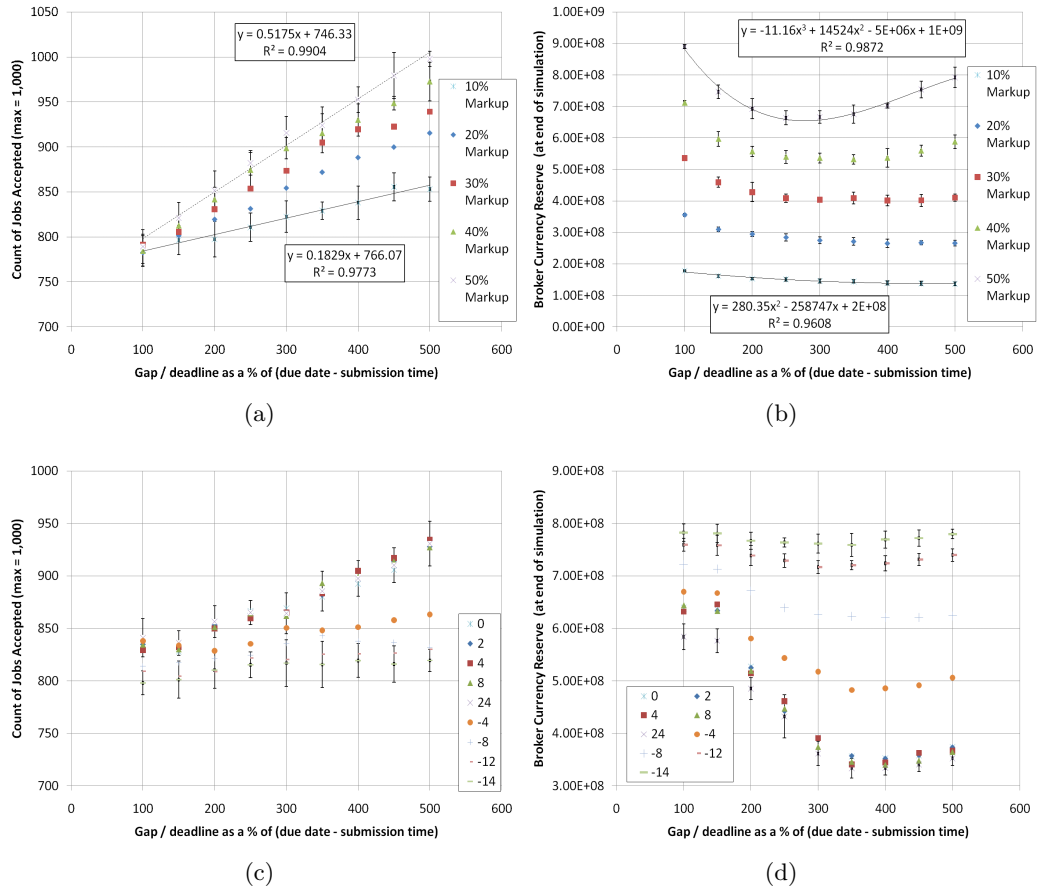 1050
1000
950
900
850
800
750
700
0
100
200
300
400
500
600
Count of Jobs Accepted (max = 1,000)
Gap / deadline as a % of (due date - submission time)
y = 0.5175x + 746.33
R² = 0.9904
y = 0.1829x + 766.07
R² = 0.9773
10%
Markup
20%
Markup
30%
Markup
40%
Markup
50%
Markup
(a)
1.00E+09
9.00E+08
8.00E+08
7.00E+08
6.00E+08
5.00E+08
4.00E+08
3.00E+08
2.00E+08
1.00E+08
0.00E+00
0
100
200
300
400
500
600
Broker Currency Reserve (at end of simulation)
Gap / deadline as a % of (due date - submission time)
y = -11.16x³ + 14524x² - 5E+06x + 1E+09
R² = 0.9872
y = 280.35x² - 258747x + 2E+08
R² = 0.9608
10%
Markup
20%
Markup
30%
Markup
40%
Markup
50%
Markup
(b)
1000
950
900
850
800
750
700
0
100
200
300
400
500
600
Count of Jobs Accepted (max = 1,000)
Gap / deadline as a % of (due date - submission time)
0
2
4
8
24
-4
-8
-12
-14
(c)
9.00E+08
8.00E+08
7.00E+08
6.00E+08
5.00E+08
4.00E+08
3.00E+08
0
100
200
300
400
500
600
Broker Currency Reserve (at end of simulation)
Gap / deadline as a % of (due date - submission time)
0 2
4 8
24 -4
-8 -12
-14
(d)